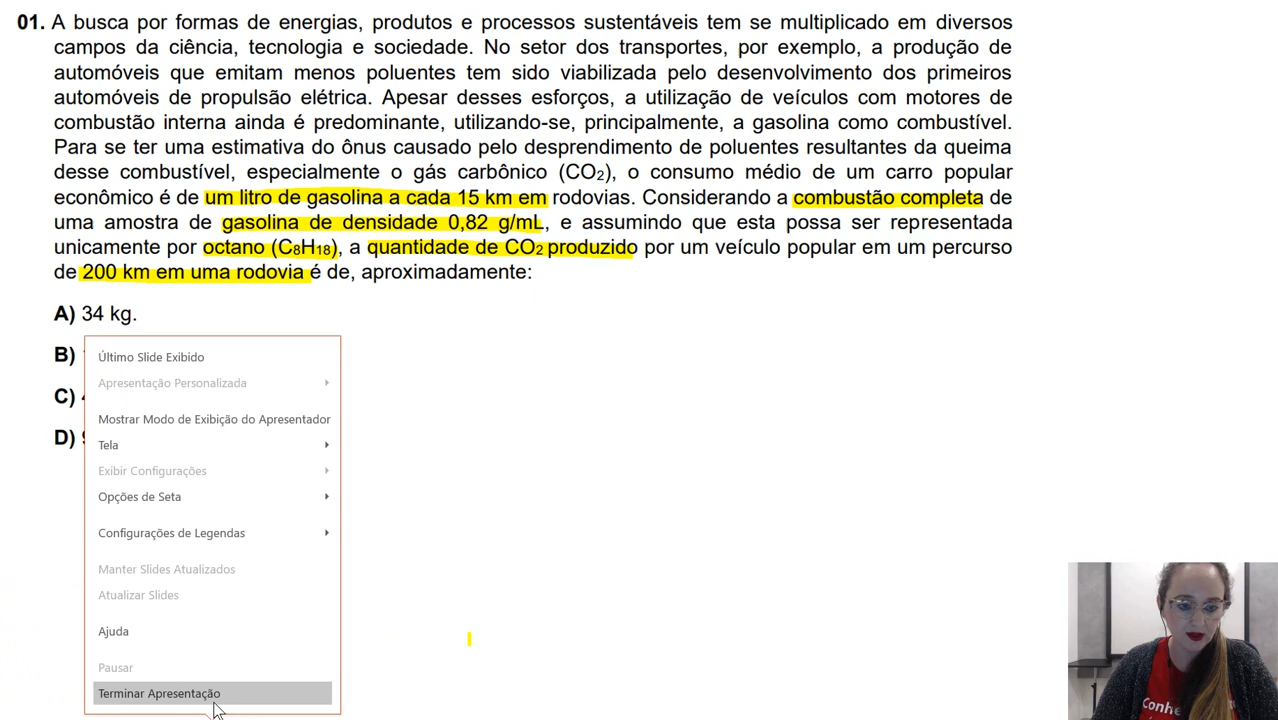 01. A busca por formas de energias, produtos e processos sustentáveis tem se multiplicado em diversos
campos da ciência, tecnologia e sociedade. No setor dos transportes, por exemplo, a produção de
automóveis que emitam menos poluentes tem sido viabilizada pelo desenvolvimento dos primeiros
automóveis de propulsão elétrica. Apesar desses esforços, a utilização de veículos com motores de
combustão interna ainda é predominante, utilizando-se, principalmente, a gasolina como combustível.
Para se ter uma estimativa do ônus causado pelo desprendimento de poluentes resultantes da queima
desse combustível, especialmente o gás carbônico (CO₂), o consumo médio de um carro popular
econômico é de um litro de gasolina a cada 15 km em rodovias. Considerando a combustão completa de
uma amostra de gasolina de densidade 0,82 g/mL, e assumindo que esta possa ser representada
unicamente por octano (C₈H₁₈), a quantidade de CO₂ produzido por um veículo popular em um percurso
de 200 km em uma rodovia é de, aproximadamente:
A) 34 kg.
B)
C)
D)
Último Slide Exibido
Apresentação Personalizada
Mostrar Modo de Exibição do Apresentador
Tela
Exibir Configurações
Opções de Seta
Configurações de Legendas
Manter Slides Atualizados
Atualizar Slides
Ajuda
Pausar
Terminar Apresentação
Conhe